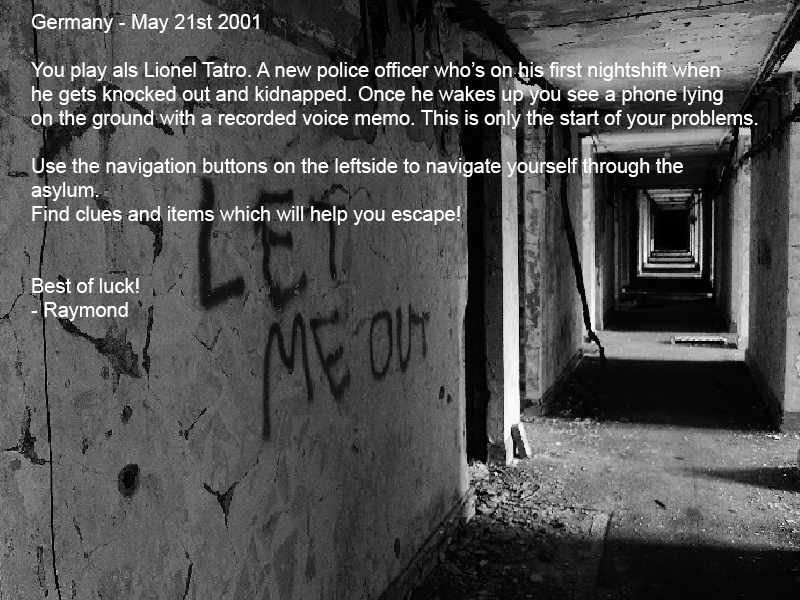 Germany - May 21st 2001
You play als Lionel Tatro. A new police officer who's on his first nightshift when
he gets knocked out and kidnapped. Once he wakes up you see a phone lying
on the ground with a recorded voice memo. This is only the start of your problems.
Use the navigation buttons on the leftside to navigate yourself through the
asylum.
Find clues and items which will help you escape!
Best of luck!
- Raymond
LET
ME OUT